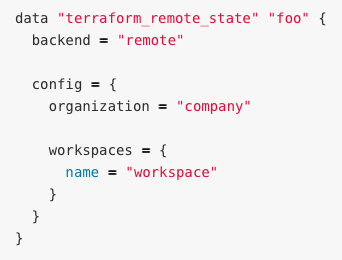 data "terraform_remote_state" "foo" {
  backend = "remote"

  config = {
    organization = "company"

    workspaces = {
      name = "workspace"
    }
  }
}